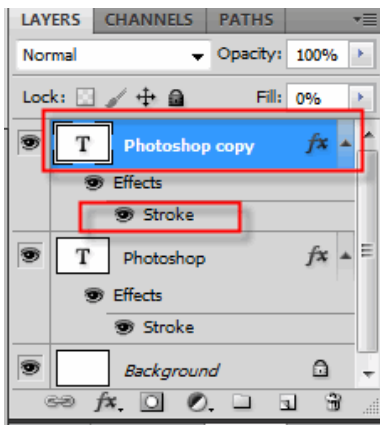 LAYERS CHANNELS PATHS
Normal Opacity: 100%
Lock: Fill: 0%
T Photoshop copy fx
Effects
Stroke
T Photoshop fx
Effects
Stroke
Background
fx.